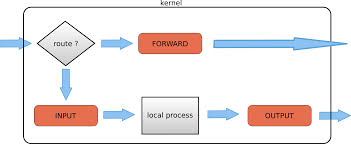 kernel
route ?
FORWARD
INPUT
local process
OUTPUT